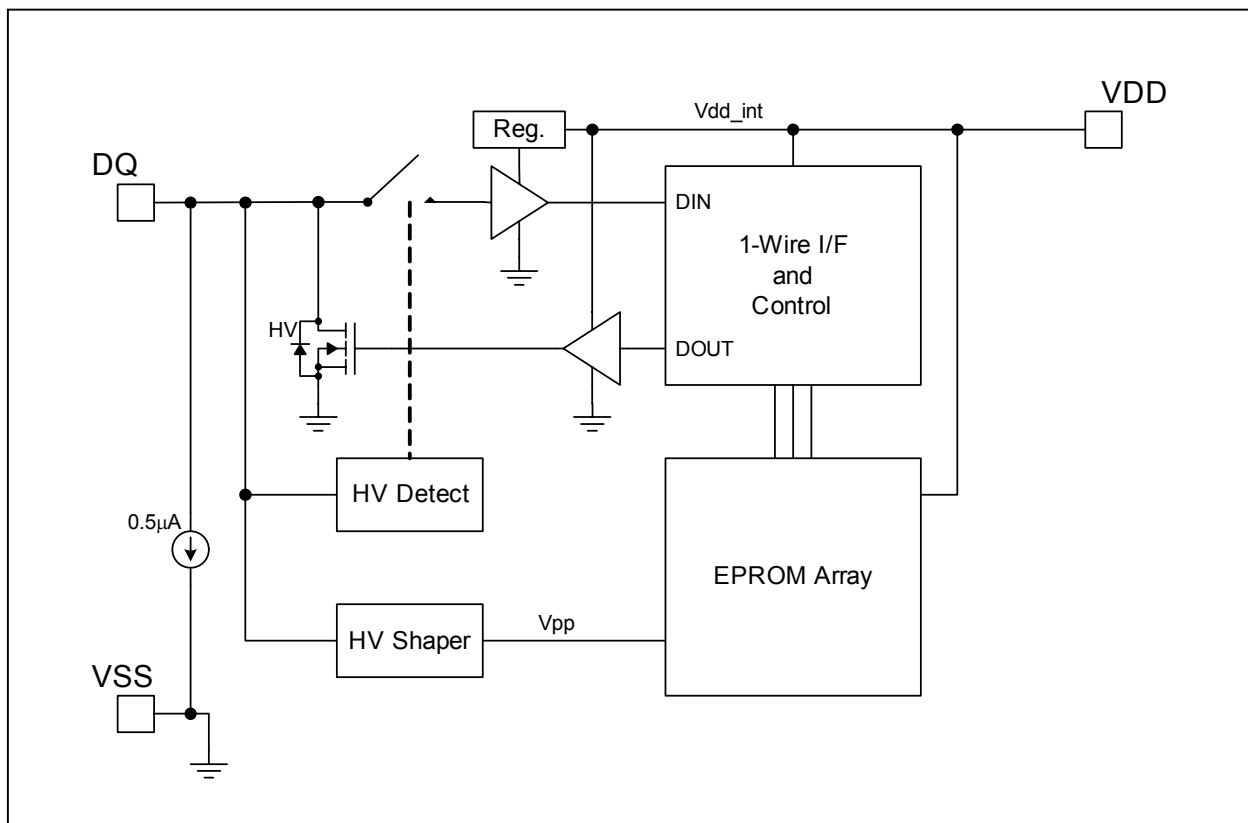 VDD
Vdd_int
Reg.
DQ
DIN
1-Wire I/F
and
Control
HV
DOUT
HV Detect
0.5μA
EPROM Array
HV Shaper
Vpp
VSS